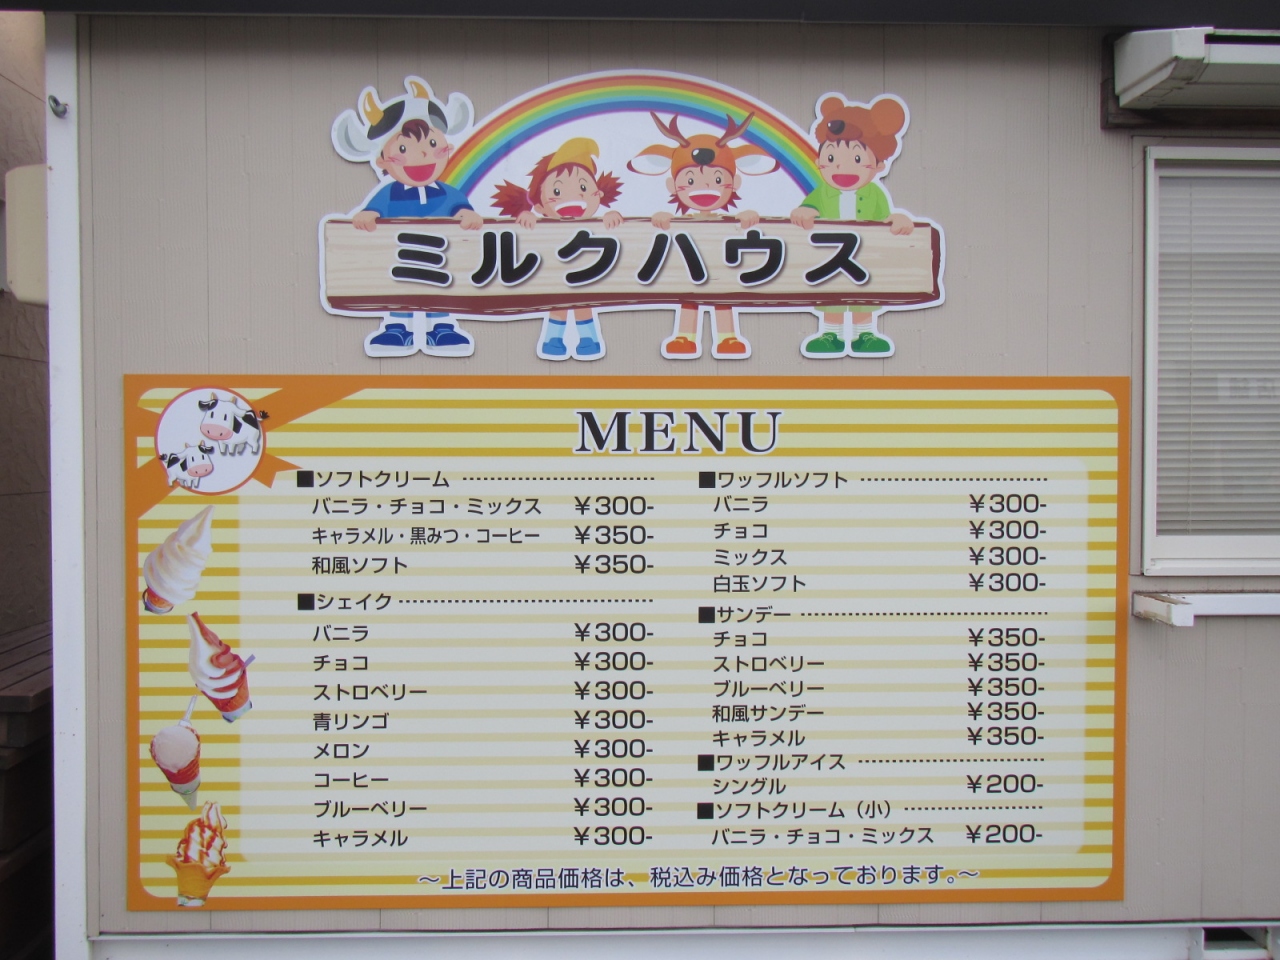 ミルクハウス
MENU
■ソフトクリーム
バニラ・チョコ・ミックス ¥300-
キャラメル・黒みつ・コーヒー ¥350-
和風ソフト ¥350-
■シェイク
バニラ ¥300-
チョコ ¥300-
ストロベリー ¥300-
青リンゴ ¥300-
メロン ¥300-
コーヒー ¥300-
ブルーベリー ¥300-
キャラメル ¥300-
■ワッフルソフト
バニラ ¥300-
チョコ ¥300-
ミックス ¥300-
白玉ソフト ¥300-
■サンデー
チョコ ¥350-
ストロベリー ¥350-
ブルーベリー ¥350-
和風サンデー ¥350-
キャラメル ¥350-
■ワッフルアイス
シングル ¥200-
■ソフトクリーム（小）
バニラ・チョコ・ミックス ¥200-
～上記の商品価格は、税込み価格となっております。～